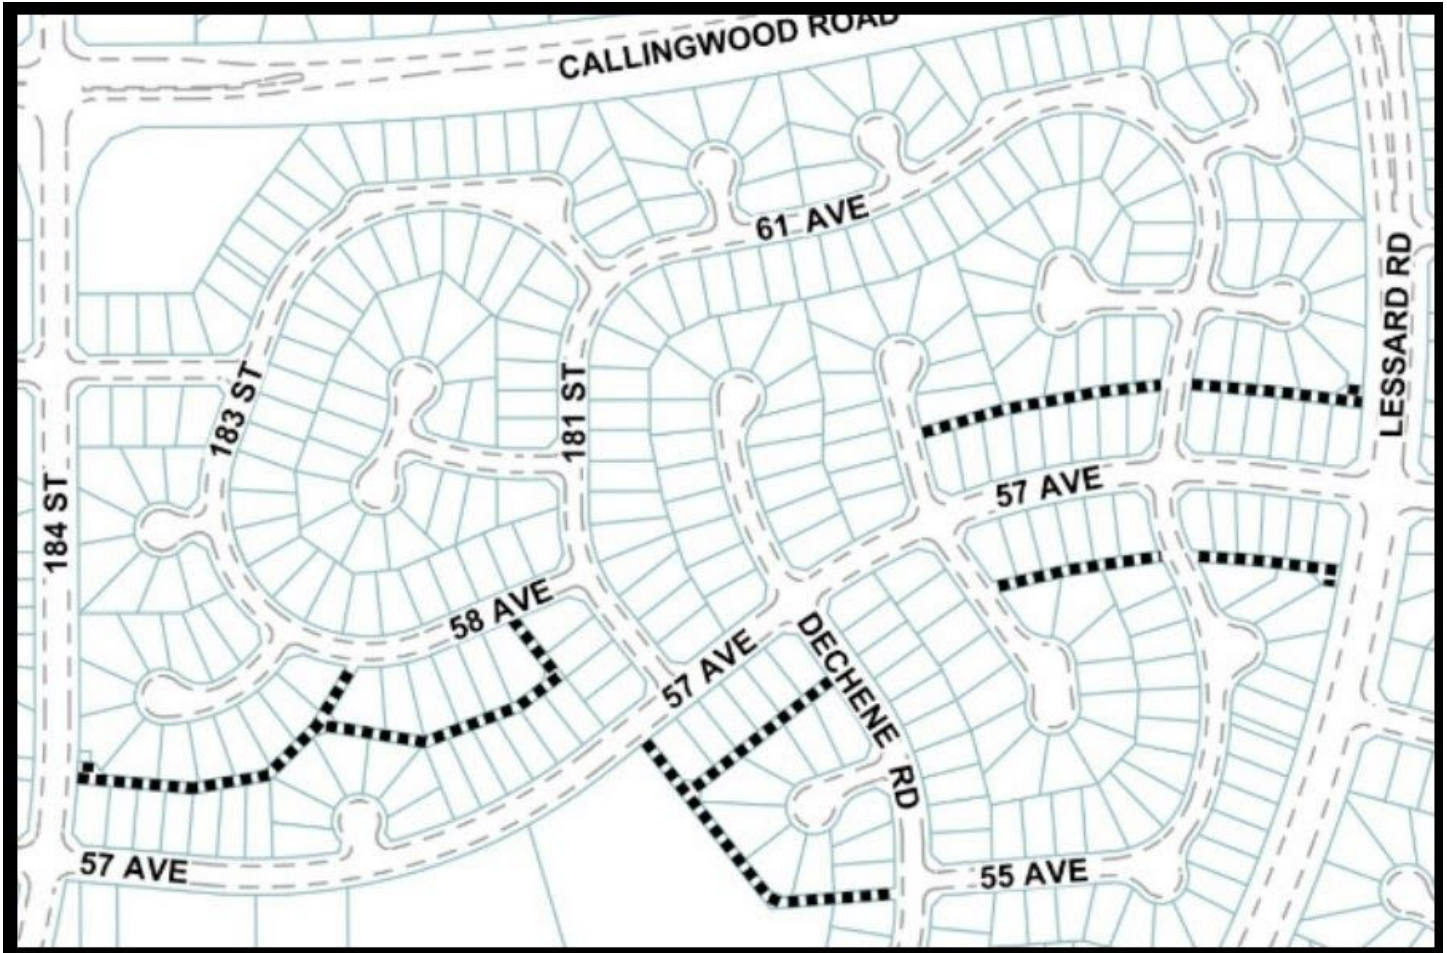 CALLINGWOOD ROAD
61 AVE
LESSARD RD
183 ST
181 ST
184 ST
57 AVE
58 AVE
57 AVE
DECHENE RD
57 AVE
55 AVE